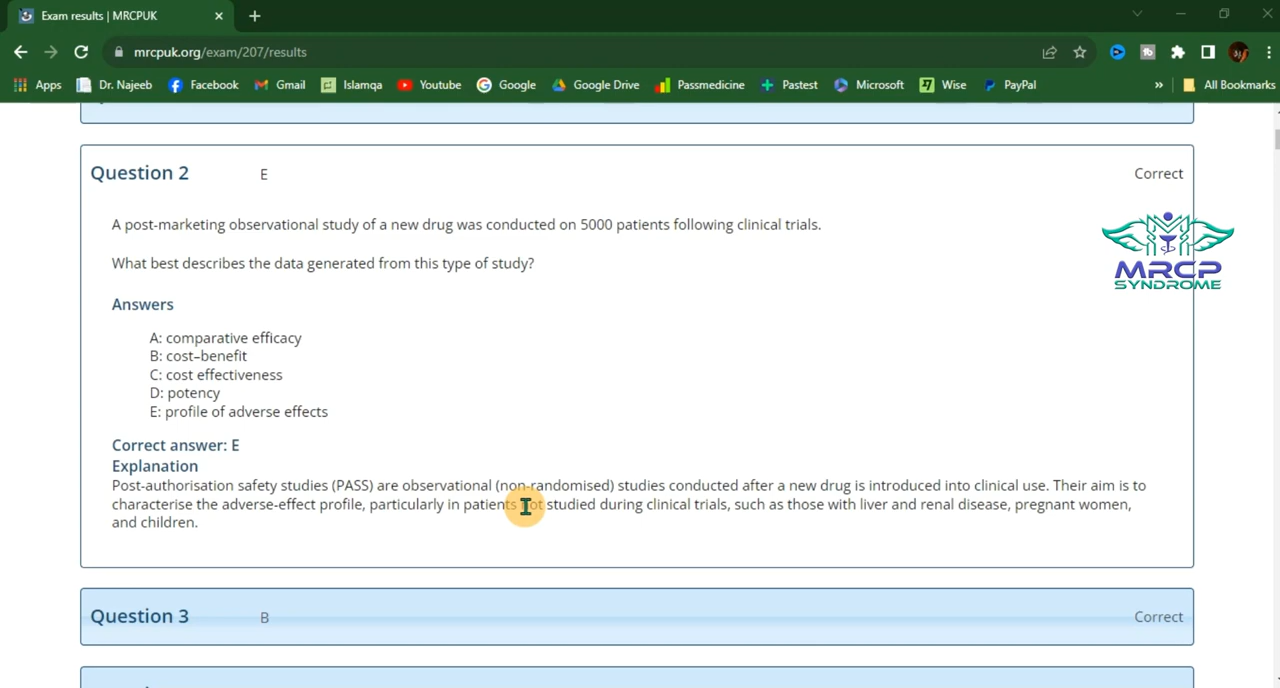 Exam results | MRCPUK
mrcpuk.org/exam/207/results
Apps Dr. Najeeb Facebook Gmail Islamqa Youtube Google Google Drive Passmedicine Pastest Microsoft Wise PayPal » All Bookmarks
Question 2 E Correct
A post-marketing observational study of a new drug was conducted on 5000 patients following clinical trials.
What best describes the data generated from this type of study?
MRCP
SYNDROME
Answers
A: comparative efficacy
B: cost–benefit
C: cost effectiveness
D: potency
E: profile of adverse effects
Correct answer: E
Explanation
Post-authorisation safety studies (PASS) are observational (non-randomised) studies conducted after a new drug is introduced into clinical use. Their aim is to
characterise the adverse-effect profile, particularly in patients not studied during clinical trials, such as those with liver and renal disease, pregnant women,
and children.
Question 3 B Correct